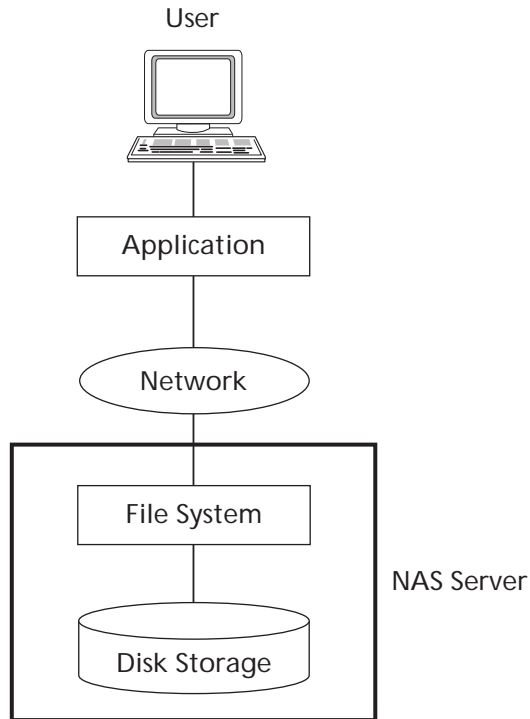 User
Application
Network
File System
NAS Server
Disk Storage